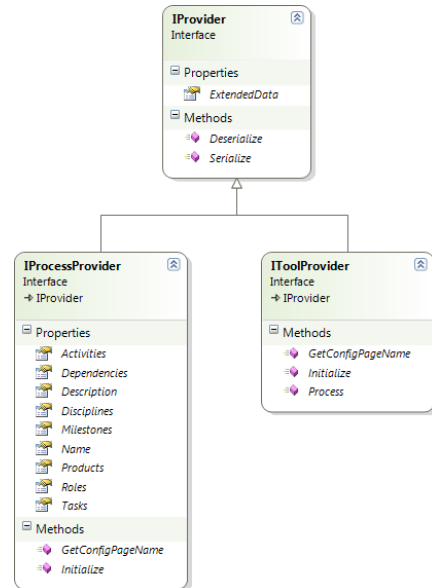 IProvider
Interface
Properties
ExtendedData
Methods
Deserialize
Serialize
IProcessProvider
Interface
IProvider
Properties
Activities
Dependencies
Description
Disciplines
Milestones
Name
Products
Roles
Tasks
Methods
GetConfigPageName
Initialize
IToolProvider
Interface
IProvider
Methods
GetConfigPageName
Initialize
Process